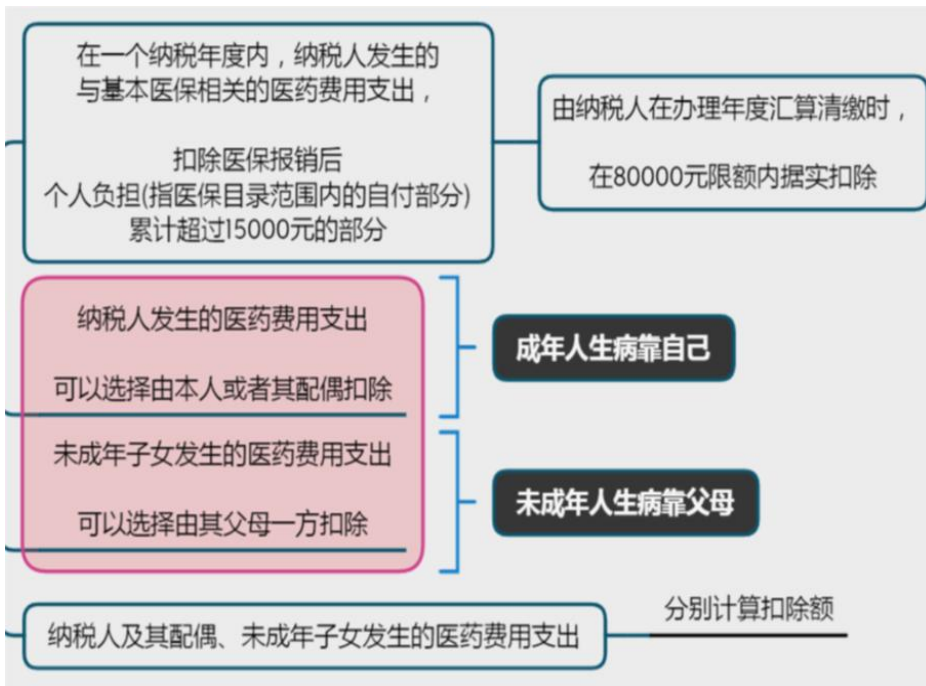 在一个纳税年度内，纳税人发生的
与基本医保相关的医药费用支出，
扣除医保报销后
个人负担(指医保目录范围内的自付部分)
累计超过15000元的部分
由纳税人在办理年度汇算清缴时，
在80000元限额内据实扣除
纳税人发生的医药费用支出
可以选择由本人或者其配偶扣除
成年人生病靠自己
未成年子女发生的医药费用支出
可以选择由其父母一方扣除
未成年人生病靠父母
纳税人及其配偶、未成年子女发生的医药费用支出
分别计算扣除额